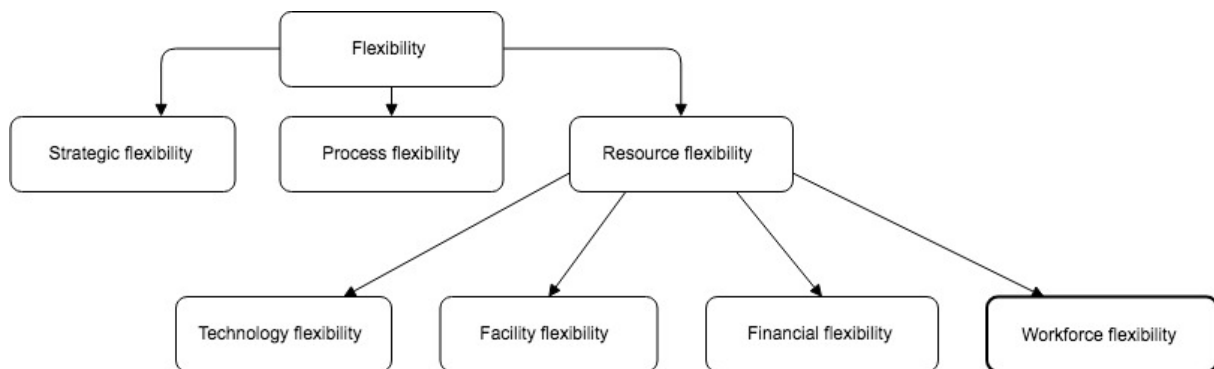 Flexibility
Strategic flexibility
Process flexibility
Resource flexibility
Technology flexibility
Facility flexibility
Financial flexibility
Workforce flexibility